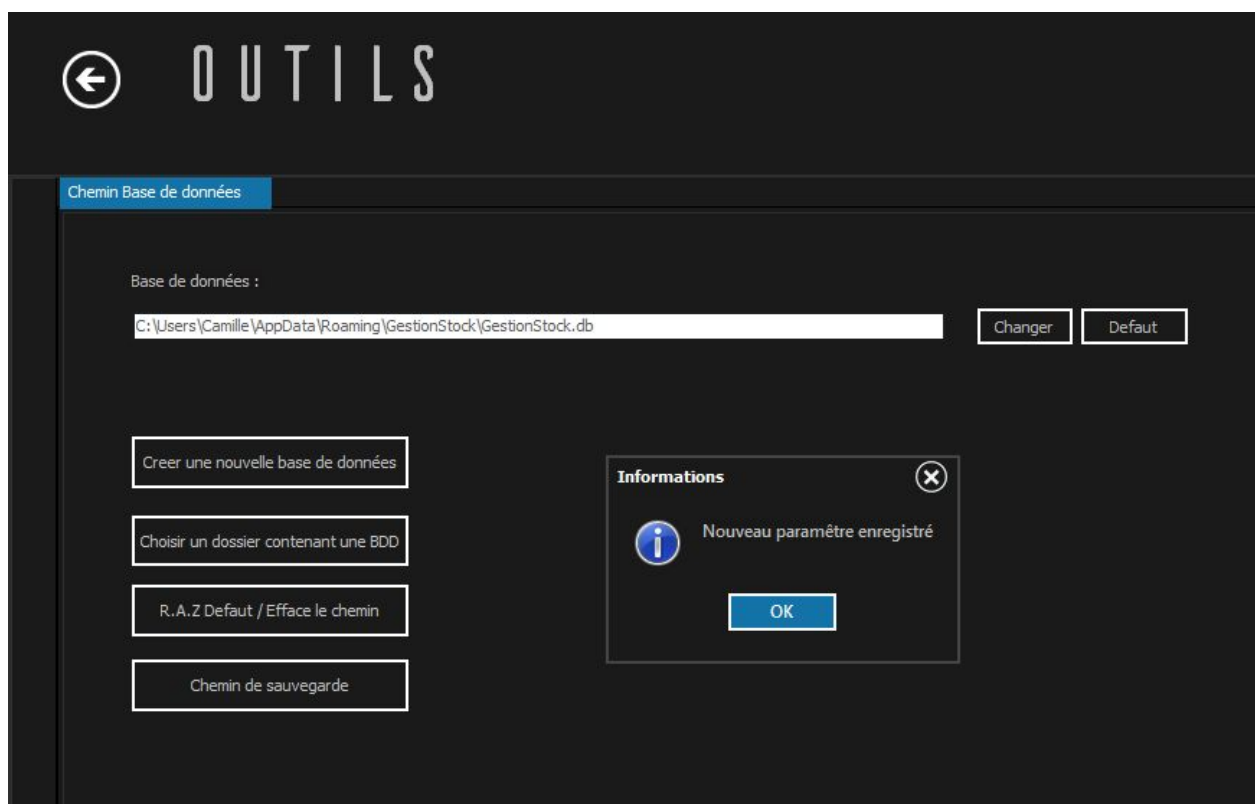 OUTILS
Chemin Base de données
Base de données :
C:\Users\Camille\AppData\Roaming\GestionStock\GestionStock.db
Changer
Defaut
Creer une nouvelle base de données
Choisir un dossier contenant une BDD
R.A.Z Defaut / Efface le chemin
Chemin de sauvegarde
Informations
Nouveau paramêtre enregistré
OK